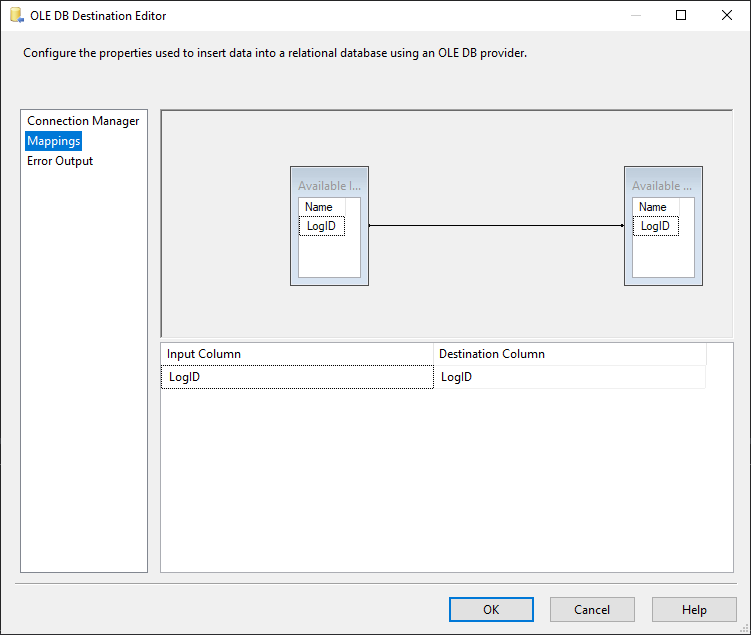 OLE DB Destination Editor
Configure the properties used to insert data into a relational database using an OLE DB provider.
Connection Manager
Mappings
Error Output
Available I...
Name
LogID
Available ...
Name
LogID
Input Column Destination Column
LogID LogID
OK Cancel Help